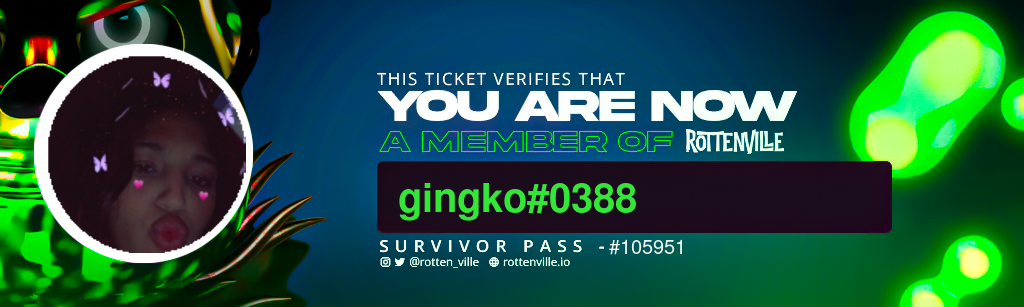 THIS TICKET VERIFIES THAT
YOU ARE NOW
A MEMBER OF ROTTENVILLE
gingko#0388
SURVIVOR PASS - #105951
@rotten_ville rottenville.io